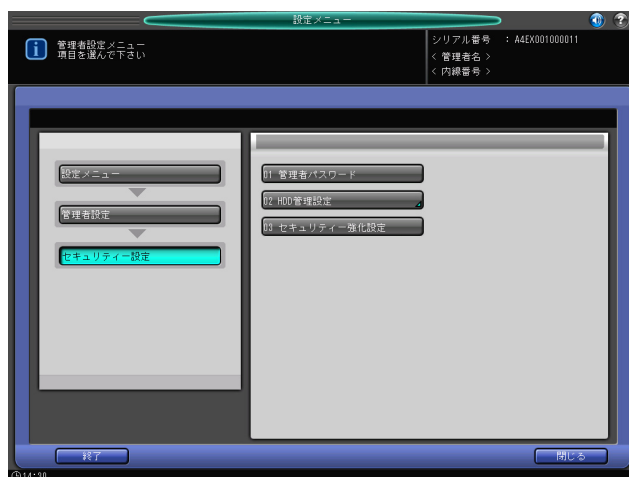 設定メニュー
管理者設定メニュー
項目を選んで下さい
シリアル番号 : A4EX001000011
< 管理者名 >
< 内線番号 >
設定メニュー
管理者設定
セキュリティー設定
01 管理者パスワード
02 HDD管理設定
03 セキュリティー強化設定
終了
閉じる